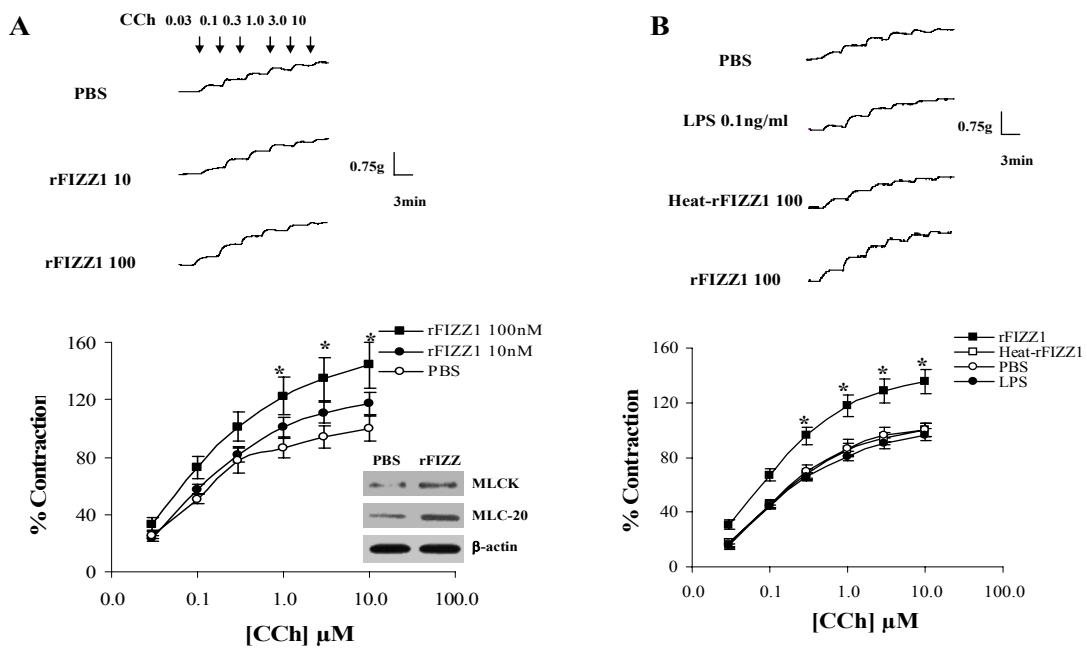 A
CCh 0.03 0.1 0.3 1.0 3.0 10
PBS
rFIZZ1 10
0.75g
3min
rFIZZ1 100
rFIZZ1 100nM
rFIZZ1 10nM
PBS
* * *
% Contraction
160
120
80
40
0
PBS rFIZZ
MLCK
MLC-20
β-actin
0.0 0.1 1.0 10.0 100.0
[CCh] µM
B
PBS
LPS 0.1ng/ml
0.75g
3min
Heat-rFIZZ1 100
rFIZZ1 100
rFIZZ1
Heat-rFIZZ1
PBS
LPS
* * * *
% Contraction
160
120
80
40
0
0.0 0.1 1.0 10.0 100.0
[CCh] µM